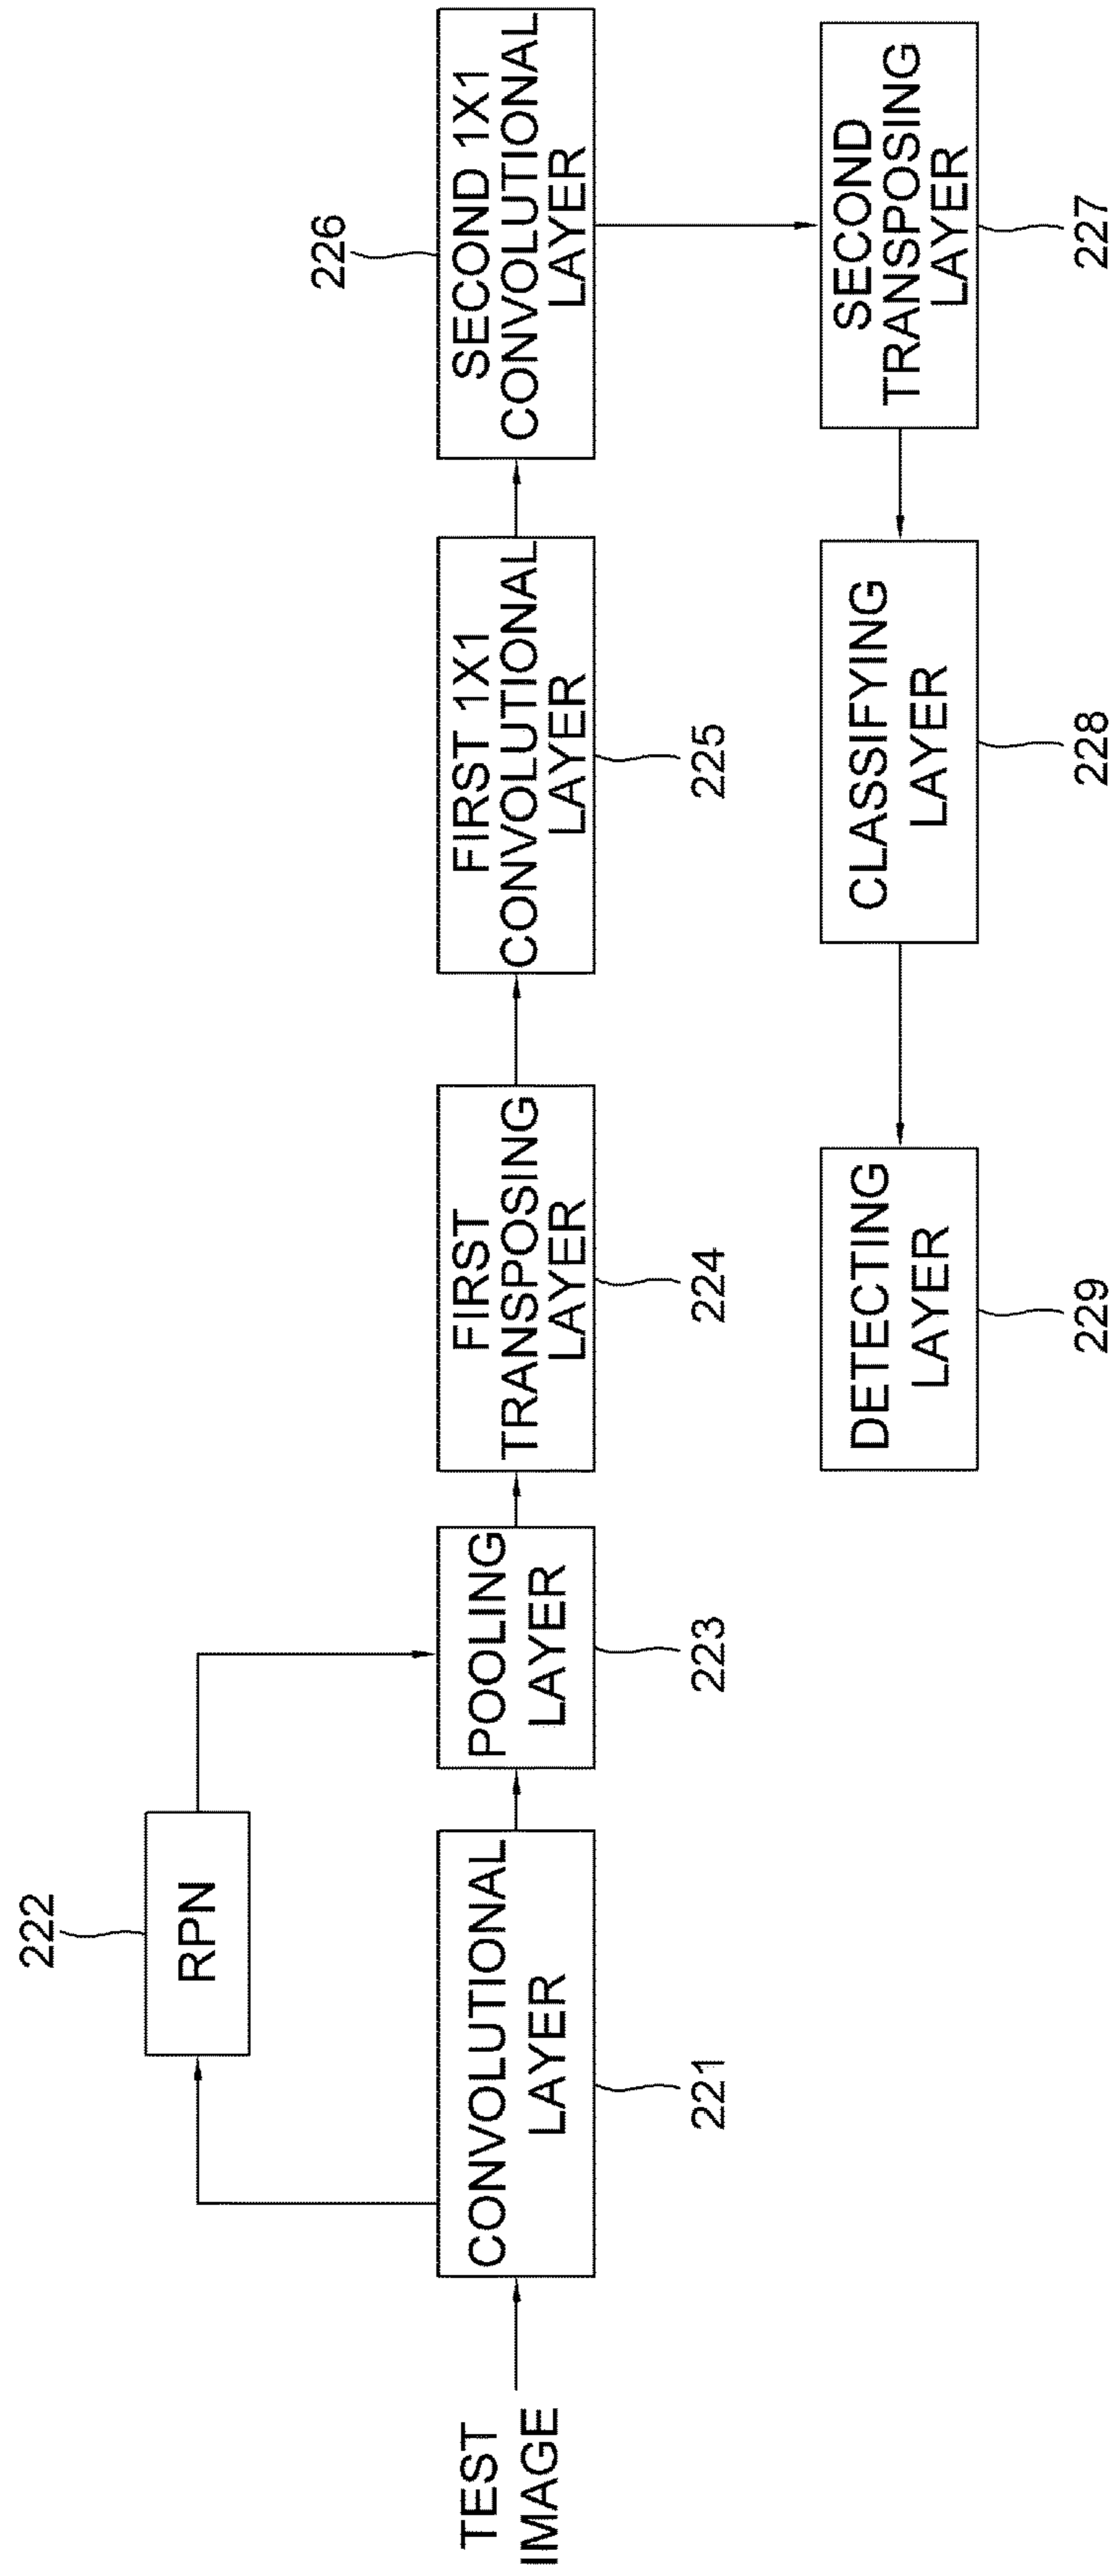 TEST
IMAGE
CONVOLUTIONAL
LAYER
221
RPN
222
POOLING
LAYER
223
FIRST
TRANSPOSING
LAYER
224
FIRST 1X1
CONVOLUTIONAL
LAYER
225
226
SECOND 1X1
CONVOLUTIONAL
LAYER
SECOND
TRANSPOSING
LAYER
227
CLASSIFYING
LAYER
228
DETECTING
LAYER
229